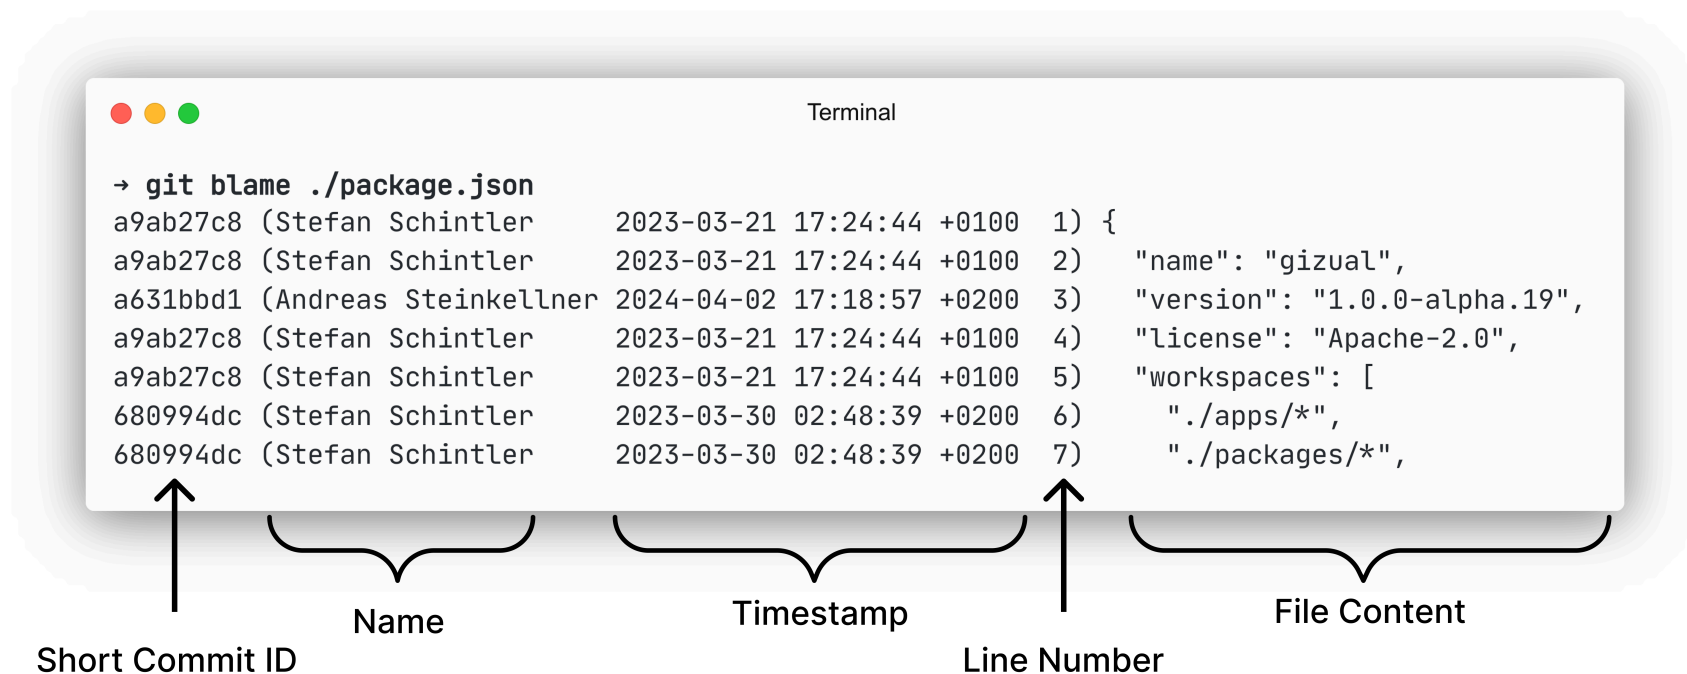 Terminal
→ git blame ./package.json
a9ab27c8 (Stefan Schintler     2023-03-21 17:24:44 +0100  1) {
a9ab27c8 (Stefan Schintler     2023-03-21 17:24:44 +0100  2)   "name": "gizual",
a631bbd1 (Andreas Steinkellner 2024-04-02 17:18:57 +0200  3)   "version": "1.0.0-alpha.19",
a9ab27c8 (Stefan Schintler     2023-03-21 17:24:44 +0100  4)   "license": "Apache-2.0",
a9ab27c8 (Stefan Schintler     2023-03-21 17:24:44 +0100  5)   "workspaces": [
680994dc (Stefan Schintler     2023-03-30 02:48:39 +0200  6)     "./apps/*",
680994dc (Stefan Schintler     2023-03-30 02:48:39 +0200  7)     "./packages/*",
Short Commit ID
Name
Timestamp
Line Number
File Content